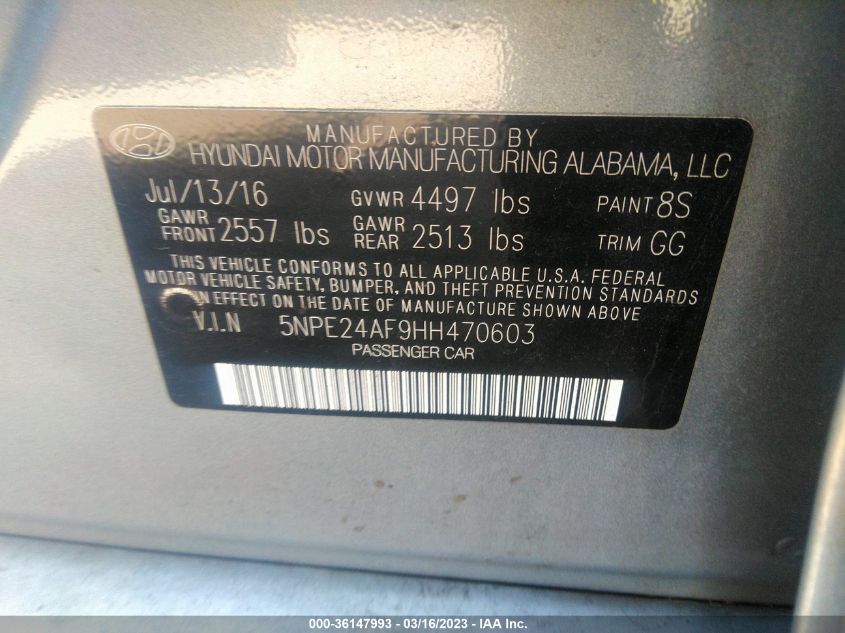 MANUFACTURED BY
HYUNDAI MOTOR MANUFACTURING ALABAMA, LLC
Jul/13/16 GVWR 4497 lbs PAINT 8S
GAWR FRONT 2557 lbs GAWR REAR 2513 lbs TRIM GG
THIS VEHICLE CONFORMS TO ALL APPLICABLE U.S.A. FEDERAL
MOTOR VEHICLE SAFETY, BUMPER, AND THEFT PREVENTION STANDARDS
IN EFFECT ON THE DATE OF MANUFACTURE SHOWN ABOVE
V.I.N 5NPE24AF9HH470603
PASSENGER CAR
000-36147993 - 03/16/2023 - IAA Inc.